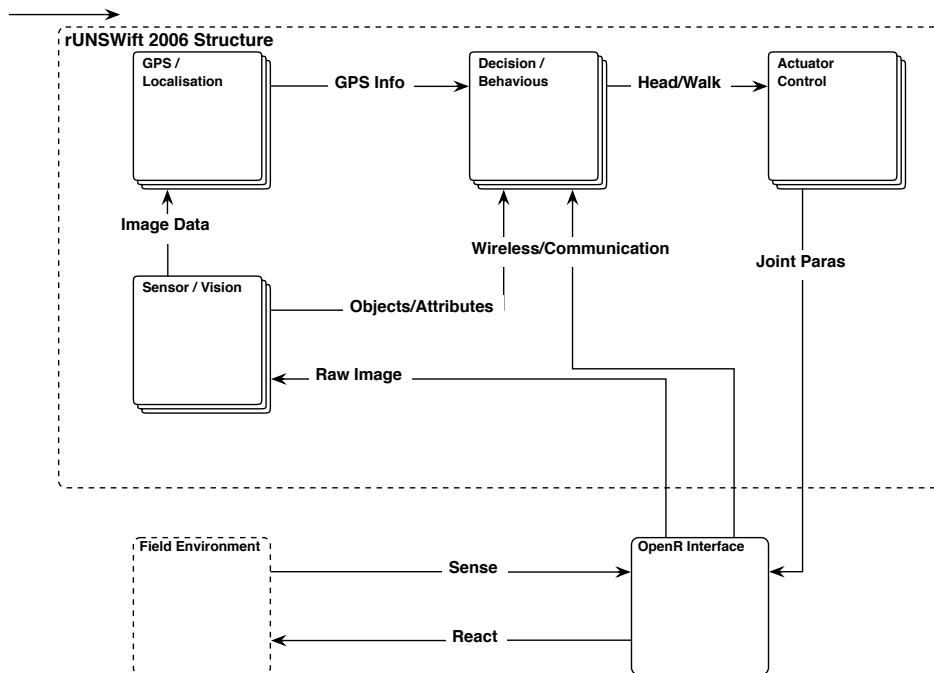 rUNSWift 2006 Structure
GPS /
Localisation
GPS Info
Decision /
Behavious
Head/Walk
Actuator
Control
Image Data
Wireless/Communication
Joint Paras
Sensor / Vision
Objects/Attributes
Raw Image
Field Environment
OpenR Interface
Sense
React